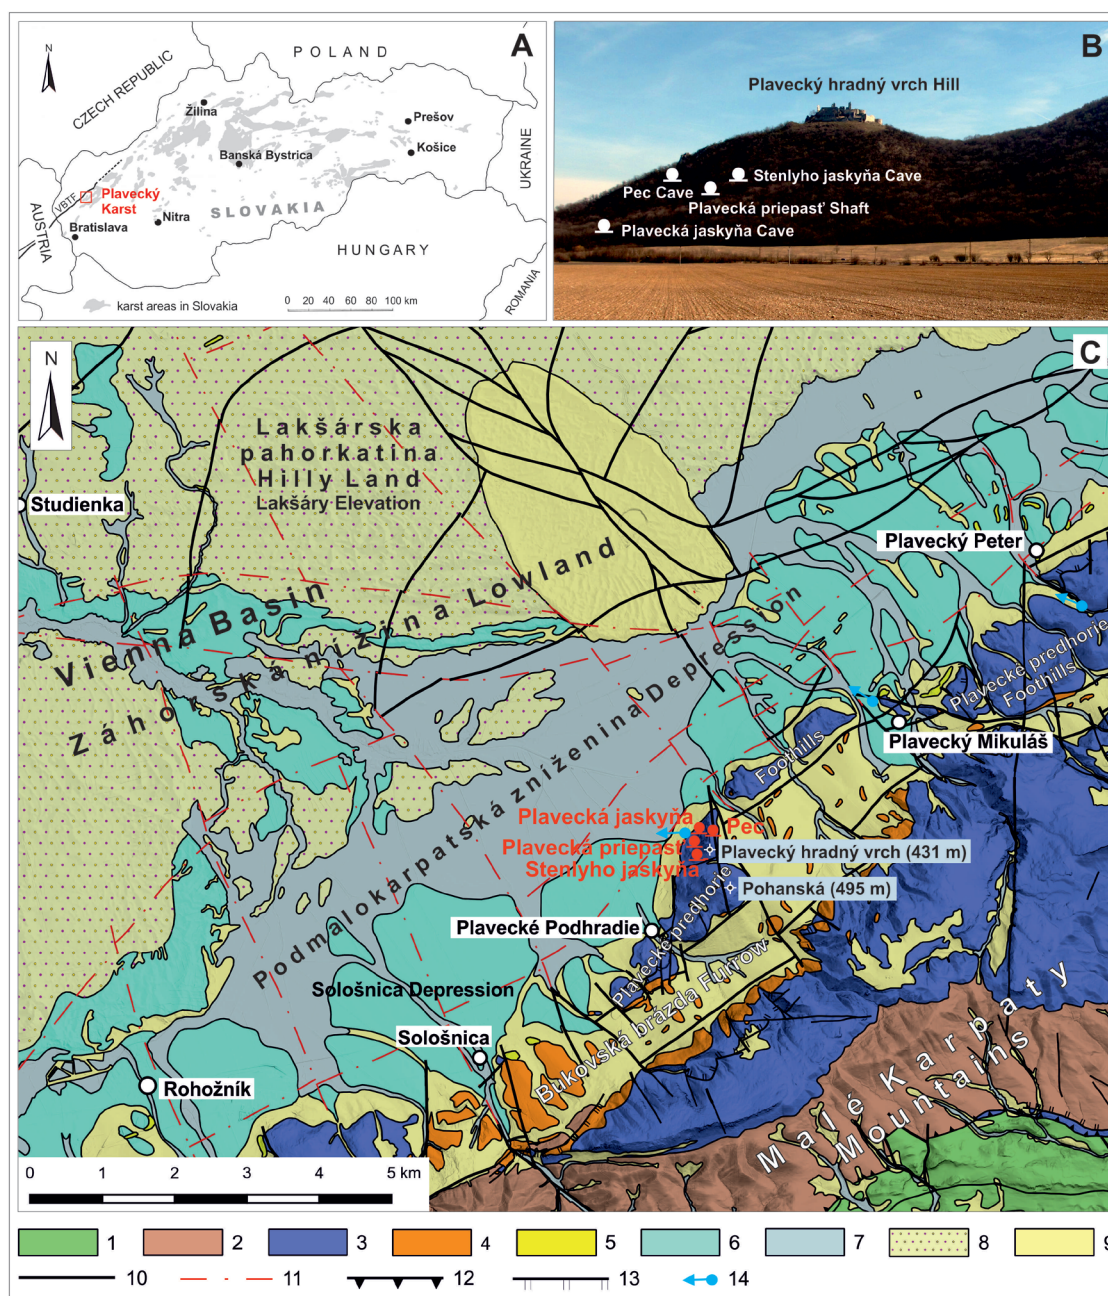 A
N
POLAND
CZECH REPUBLIC
Žilina
Prešov
Košice
Banská Bystrica
UKRAINE
VBTF
Plavecký
Karst
SLOVAKIA
Nitra
AUSTRIA
Bratislava
HUNGARY
ROMANIA
karst areas in Slovakia
0 20 40 60 80 100 km
B
Plavecký hradný vrch Hill
Stenlyho jaskyňa Cave
Pec Cave
Plavecká priepasť Shaft
Plavecká jaskyňa Cave
C
N
Lakšárska
pahorkatina
Hilly Land
Lakšáry Elevation
Studienka
Plavecký Peter
Vienna Basin
Záhorská nížina Lowland
Podmalokarpatská zníženina Depression
Plavecké predhorie
Foothills
Plavecký Mikuláš
Foothills
Plavecká jaskyňa
Pec
Plavecká priepasť
Plavecký hradný vrch (431 m)
Stenlyho jaskyňa
Pohanská (495 m)
Plavecké predhorie
Plavecké Podhradie
Bukovská brázda Furrow
Sološnica Depression
Sološnica
Rohožník
Malé Karpaty
Mountains
0 1 2 3 4 5 km
1 2 3 4 5 6 7 8 9
10 11 12 13 14